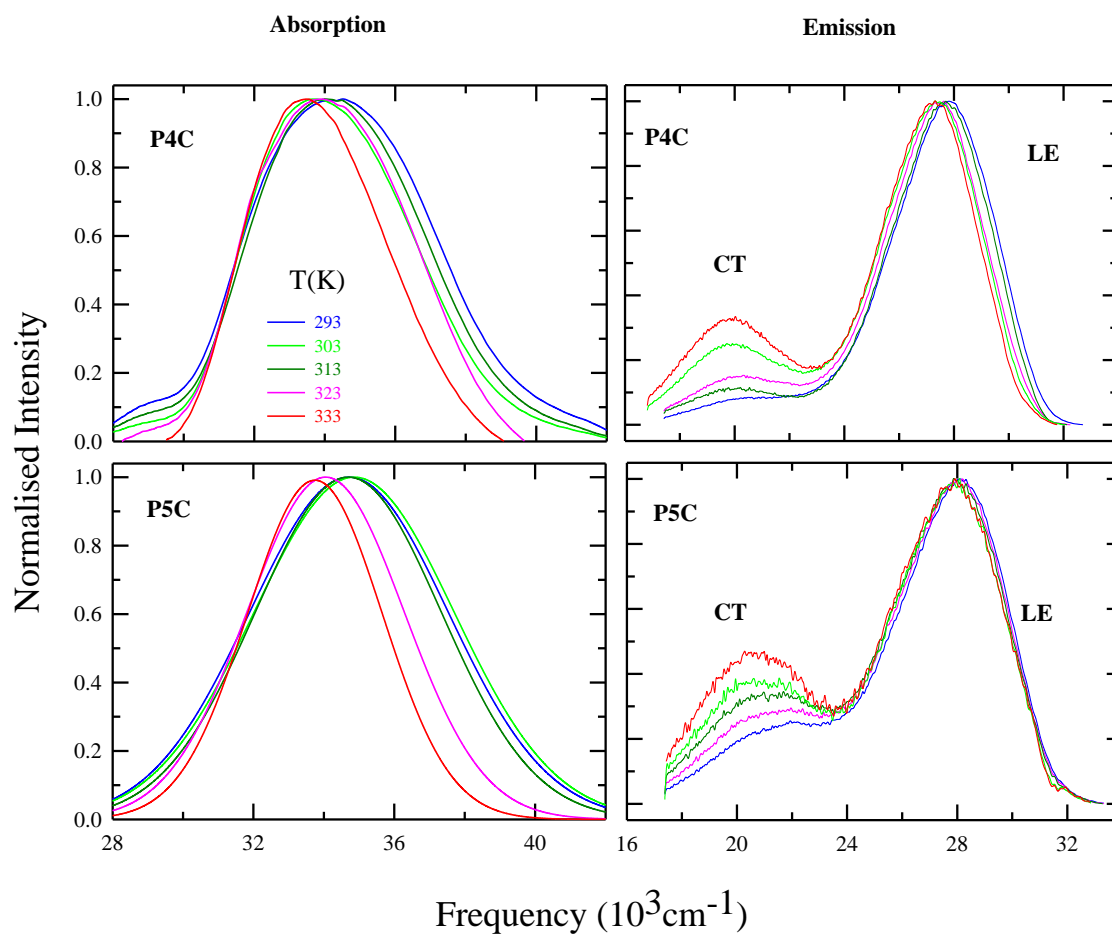 Absorption
Emission
P4C
P4C
LE
CT
T(K)
293
303
313
323
333
1.0
0.8
0.6
0.4
0.2
0.0
P5C
P5C
CT
LE
1.0
0.8
0.6
0.4
0.2
0.0
28
32
36
40
16
20
24
28
32
Normalised Intensity
Frequency (10³cm⁻¹)